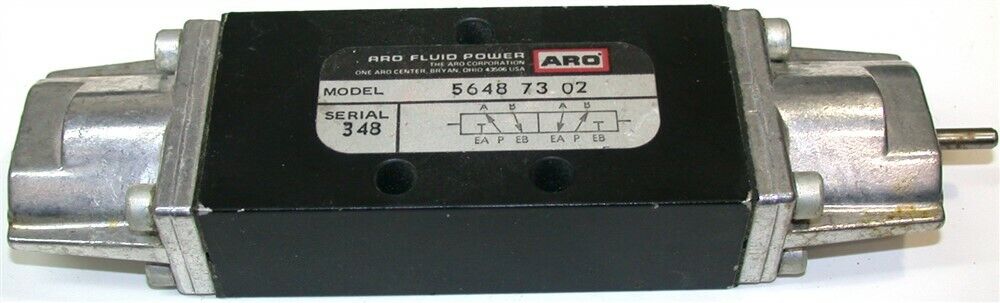 ARO FLUID POWER
THE ARO CORPORATION
ONE ARO CENTER, BRYAN, OHIO 43506 USA
ARO
MODEL 5648 73 02
SERIAL
348
A B A B
EA P EB EA P EB